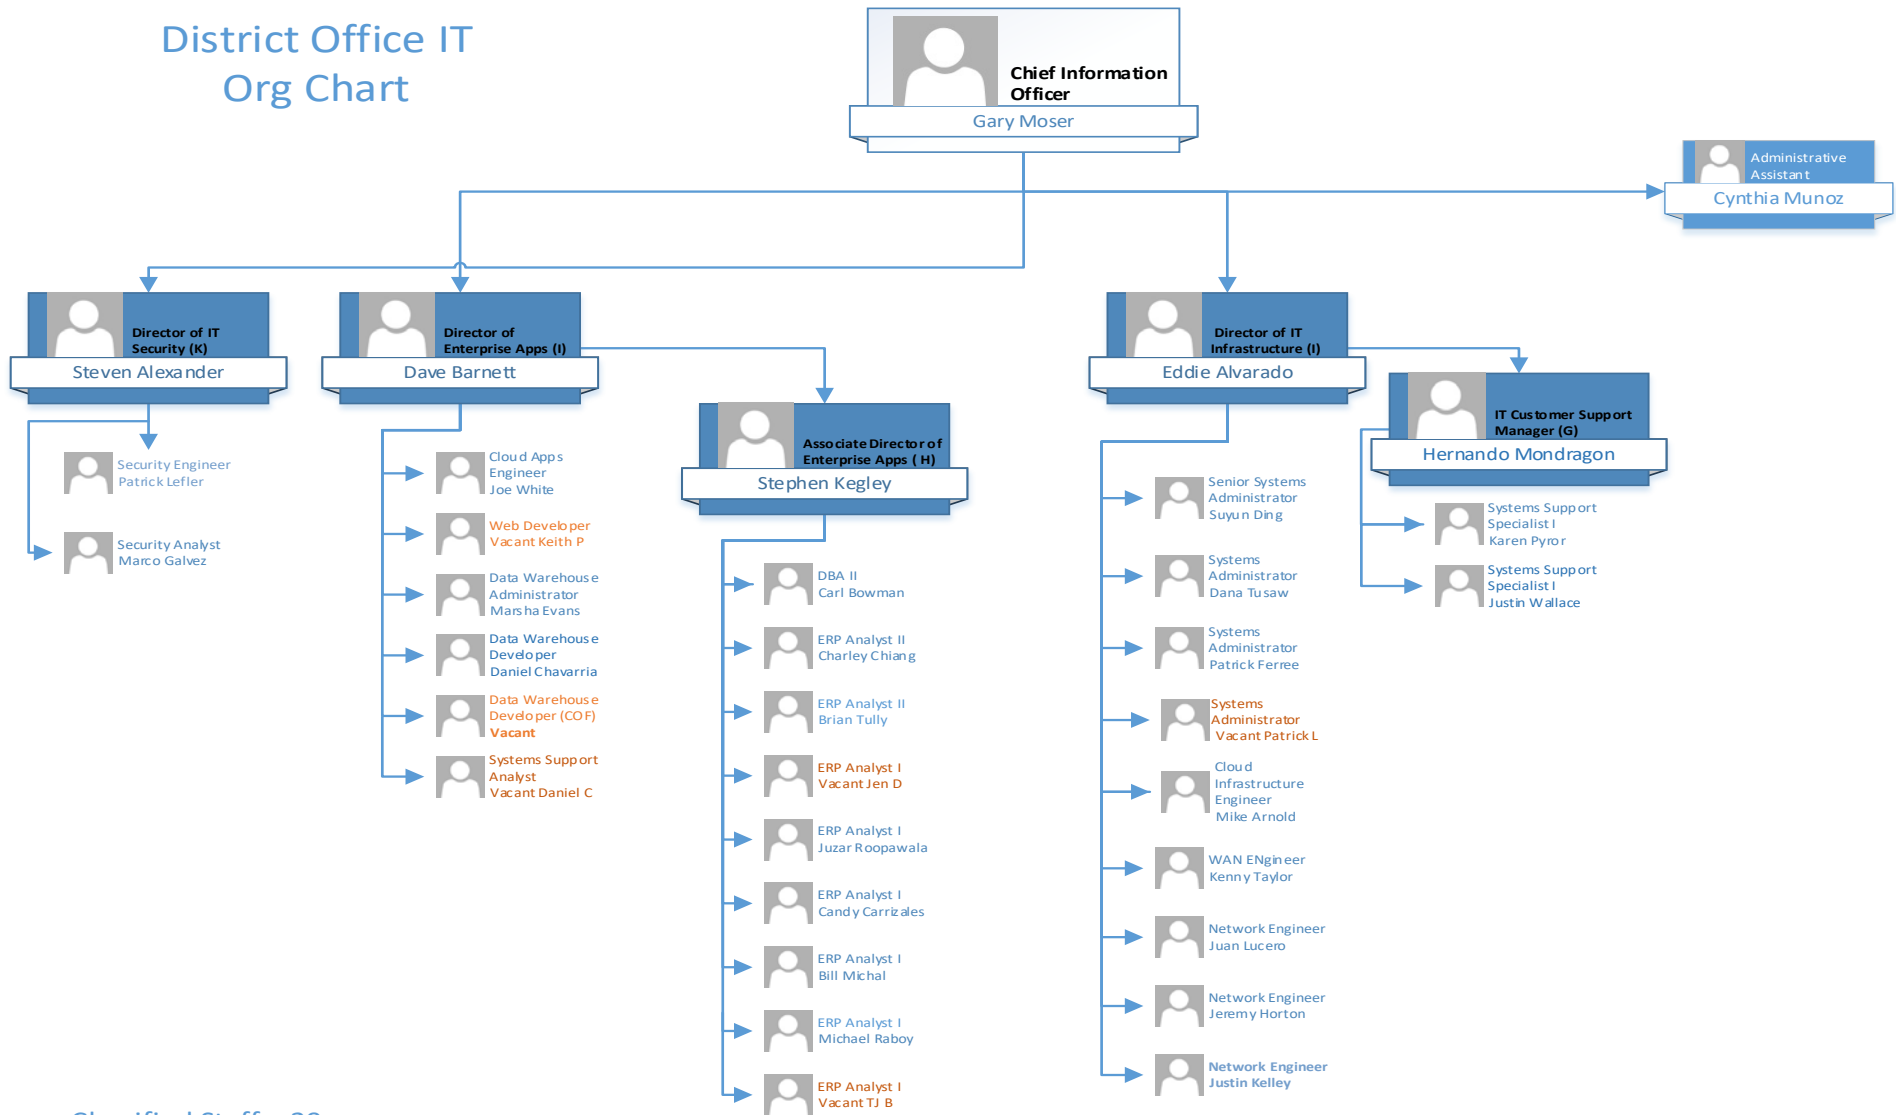 District Office IT
Org Chart
Chief Information
Officer
Gary Moser
Administrative
Assistant
Cynthia Munoz
Director of IT
Security (K)
Steven Alexander
Security Engineer
Patrick Lefler
Security Analyst
Marco Galvez
Director of
Enterprise Apps (I)
Dave Barnett
Cloud Apps
Engineer
Joe White
Web Developer
Vacant Keith P
Data Warehouse
Administrator
Marsha Evans
Data Warehouse
Developer
Daniel Chavarria
Data Warehouse
Developer (COF)
Vacant
Systems Support
Analyst
Vacant Daniel C
Associate Director of
Enterprise Apps ( H)
Stephen Kegley
DBA II
Carl Bowman
ERP Analyst II
Charley Chiang
ERP Analyst II
Brian Tully
ERP Analyst I
Vacant Jen D
ERP Analyst I
Juzar Roopawala
ERP Analyst I
Candy Carrizales
ERP Analyst I
Bill Michal
ERP Analyst I
Michael Raboy
ERP Analyst I
Vacant TJ B
Director of IT
Infrastructure (I)
Eddie Alvarado
Senior Systems
Administrator
Suyun Ding
Systems
Administrator
Dana Tusaw
Systems
Administrator
Patrick Ferree
Systems
Administrator
Vacant Patrick L
Cloud
Infrastructure
Engineer
Mike Arnold
WAN ENgineer
Kenny Taylor
Network Engineer
Juan Lucero
Network Engineer
Jeremy Horton
Network Engineer
Justin Kelley
IT Customer Support
Manager (G)
Hernando Mondragon
Systems Support
Specialist I
Karen Pyror
Systems Support
Specialist I
Justin Wallace